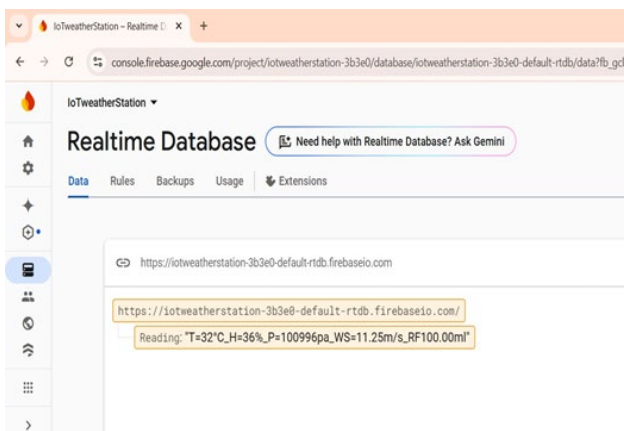 IoTweatherStation – Realtime D
console.firebase.google.com/project/iotweatherstation-3b3e0/database/iotweatherstation-3b3e0-default-rtdb/data?fb_gcl
IoTweatherStation
Realtime Database
Need help with Realtime Database? Ask Gemini
Data Rules Backups Usage Extensions
https://iotweatherstation-3b3e0-default-rtdb.firebaseio.com
https://iotweatherstation-3b3e0-default-rtdb.firebaseio.com/
Reading: "T=32°C_H=36%_P=100996pa_WS=11.25m/s_RF100.00ml"